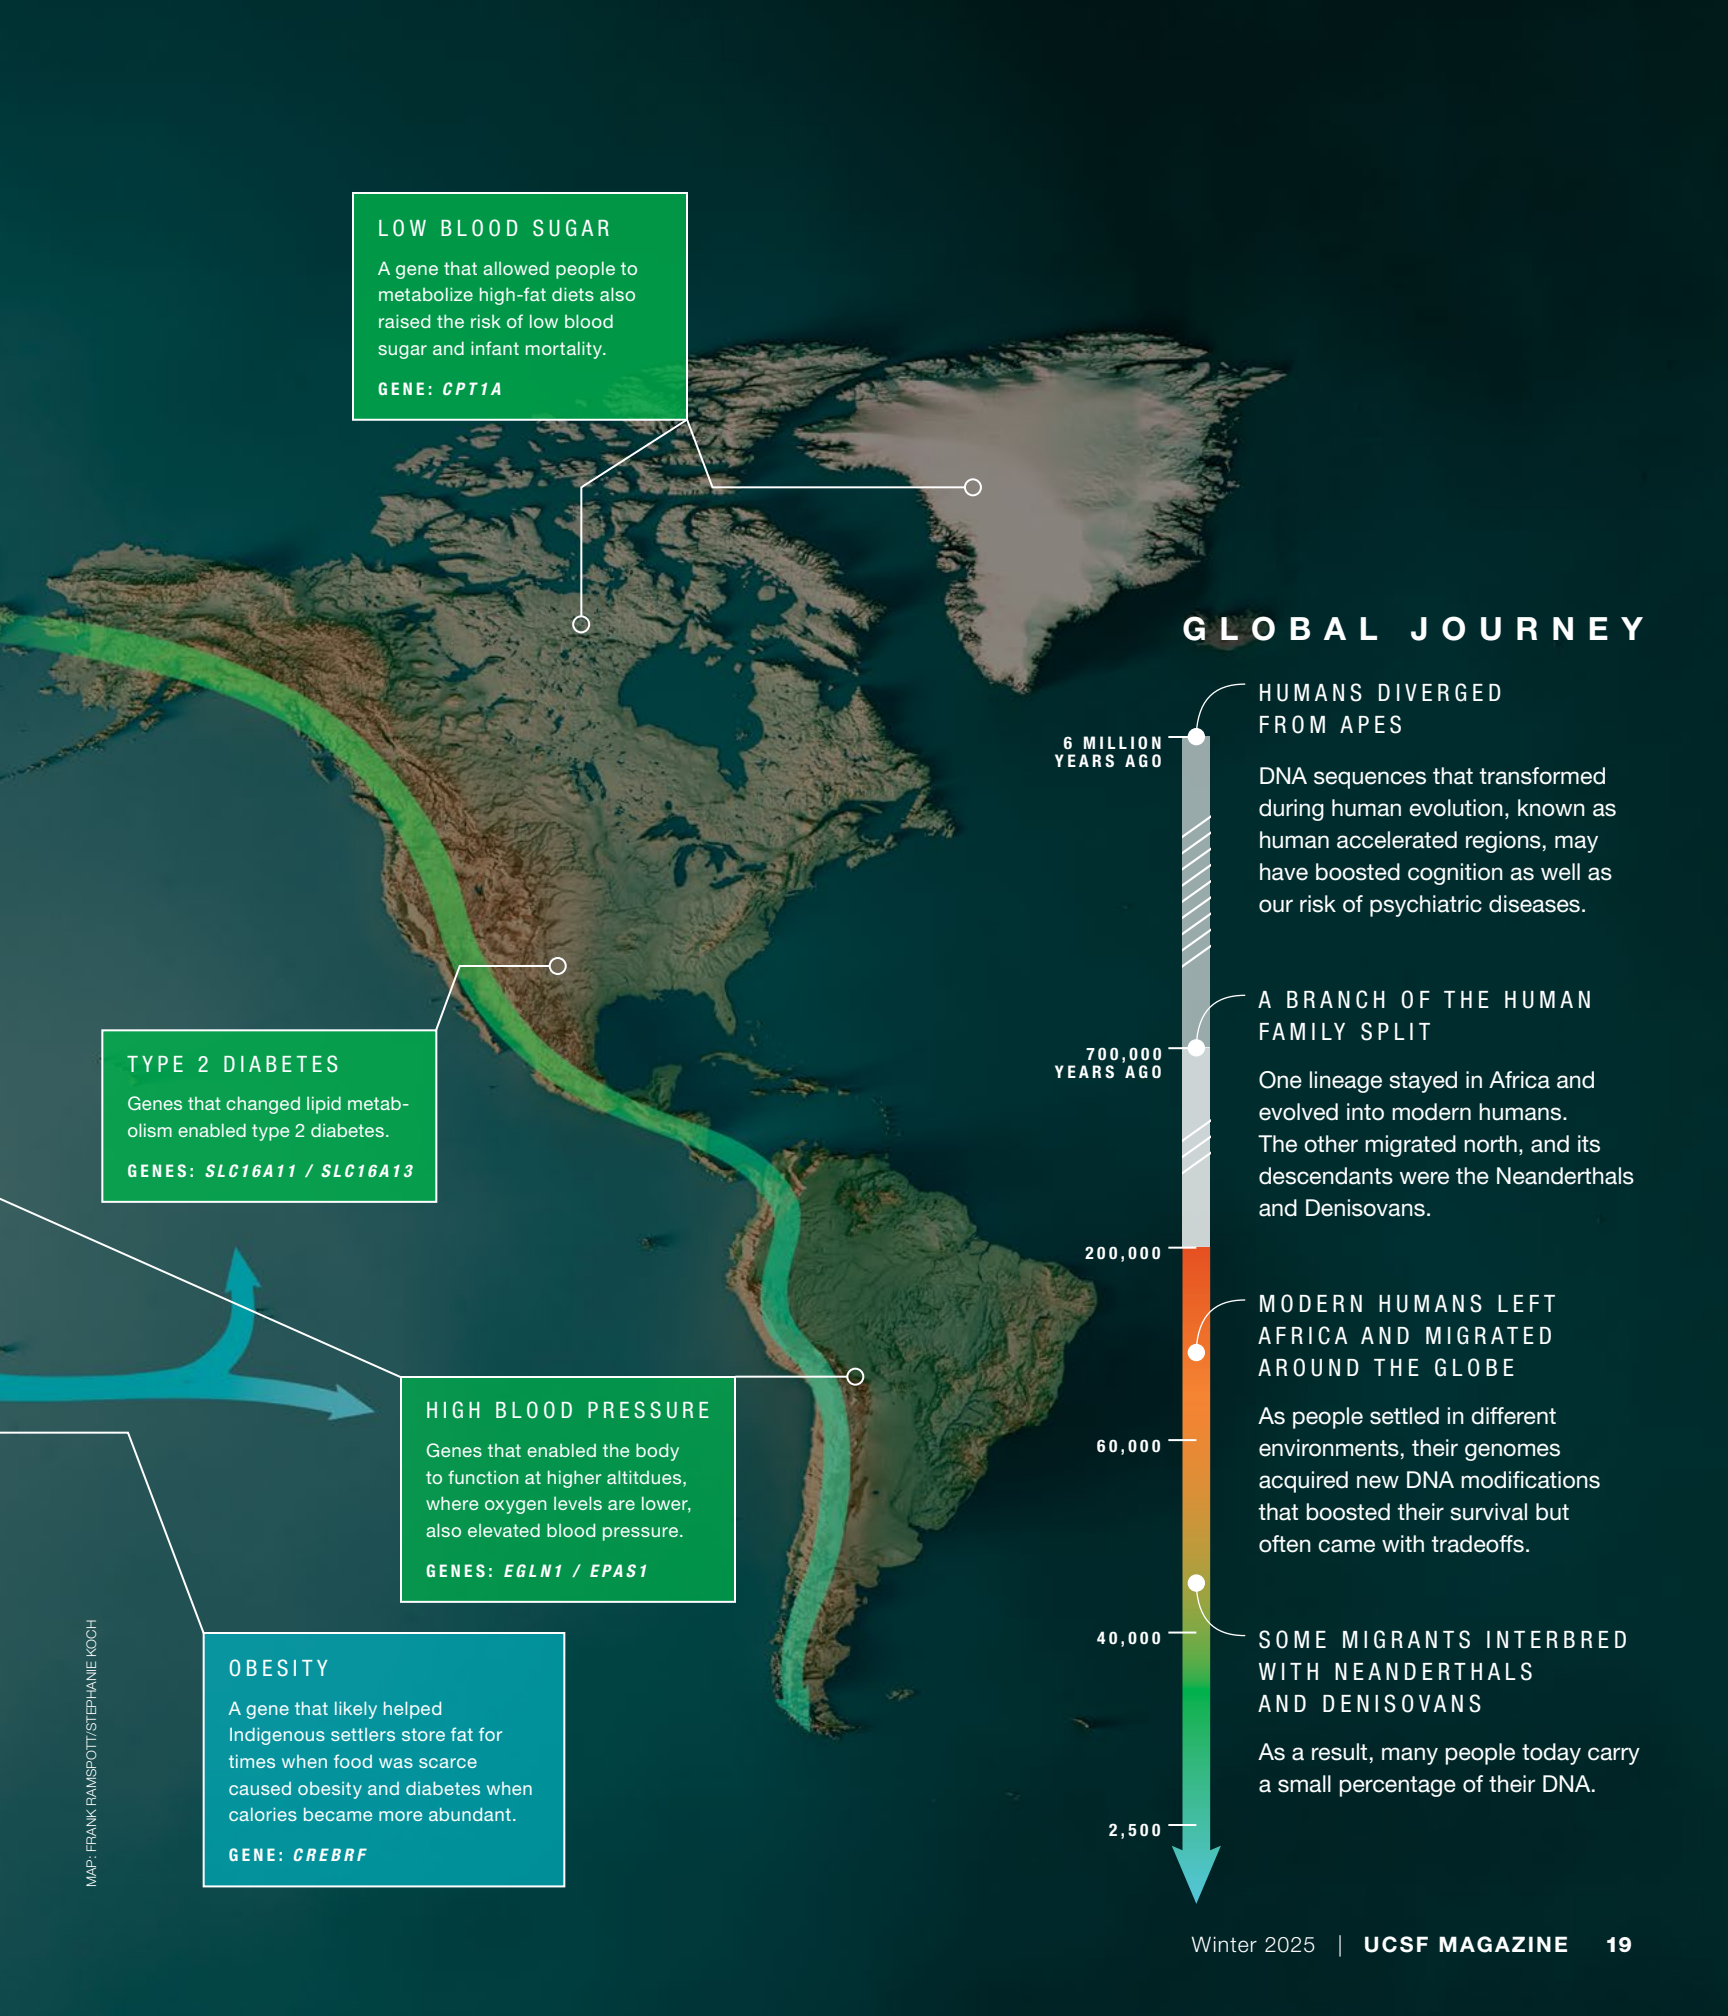 LOW BLOOD SUGAR
A gene that allowed people to
metabolize high-fat diets also
raised the risk of low blood
sugar and infant mortality.
GENE: CPT1A
TYPE 2 DIABETES
Genes that changed lipid metab-
olism enabled type 2 diabetes.
GENES: SLC16A11 / SLC16A13
HIGH BLOOD PRESSURE
Genes that enabled the body
to function at higher altitdues,
where oxygen levels are lower,
also elevated blood pressure.
GENES: EGLN1 / EPAS1
OBESITY
A gene that likely helped
Indigenous settlers store fat for
times when food was scarce
caused obesity and diabetes when
calories became more abundant.
GENE: CREBRF
MAP: FRANK RAMSPOTT/STEPHANIE KOCH
GLOBAL JOURNEY
6 MILLION
YEARS AGO
HUMANS DIVERGED
FROM APES
DNA sequences that transformed
during human evolution, known as
human accelerated regions, may
have boosted cognition as well as
our risk of psychiatric diseases.
700,000
YEARS AGO
A BRANCH OF THE HUMAN
FAMILY SPLIT
One lineage stayed in Africa and
evolved into modern humans.
The other migrated north, and its
descendants were the Neanderthals
and Denisovans.
200,000
MODERN HUMANS LEFT
AFRICA AND MIGRATED
AROUND THE GLOBE
As people settled in different
environments, their genomes
acquired new DNA modifications
that boosted their survival but
often came with tradeoffs.
60,000
40,000
SOME MIGRANTS INTERBRED
WITH NEANDERTHALS
AND DENISOVANS
As a result, many people today carry
a small percentage of their DNA.
2,500
Winter 2025 | UCSF MAGAZINE 19